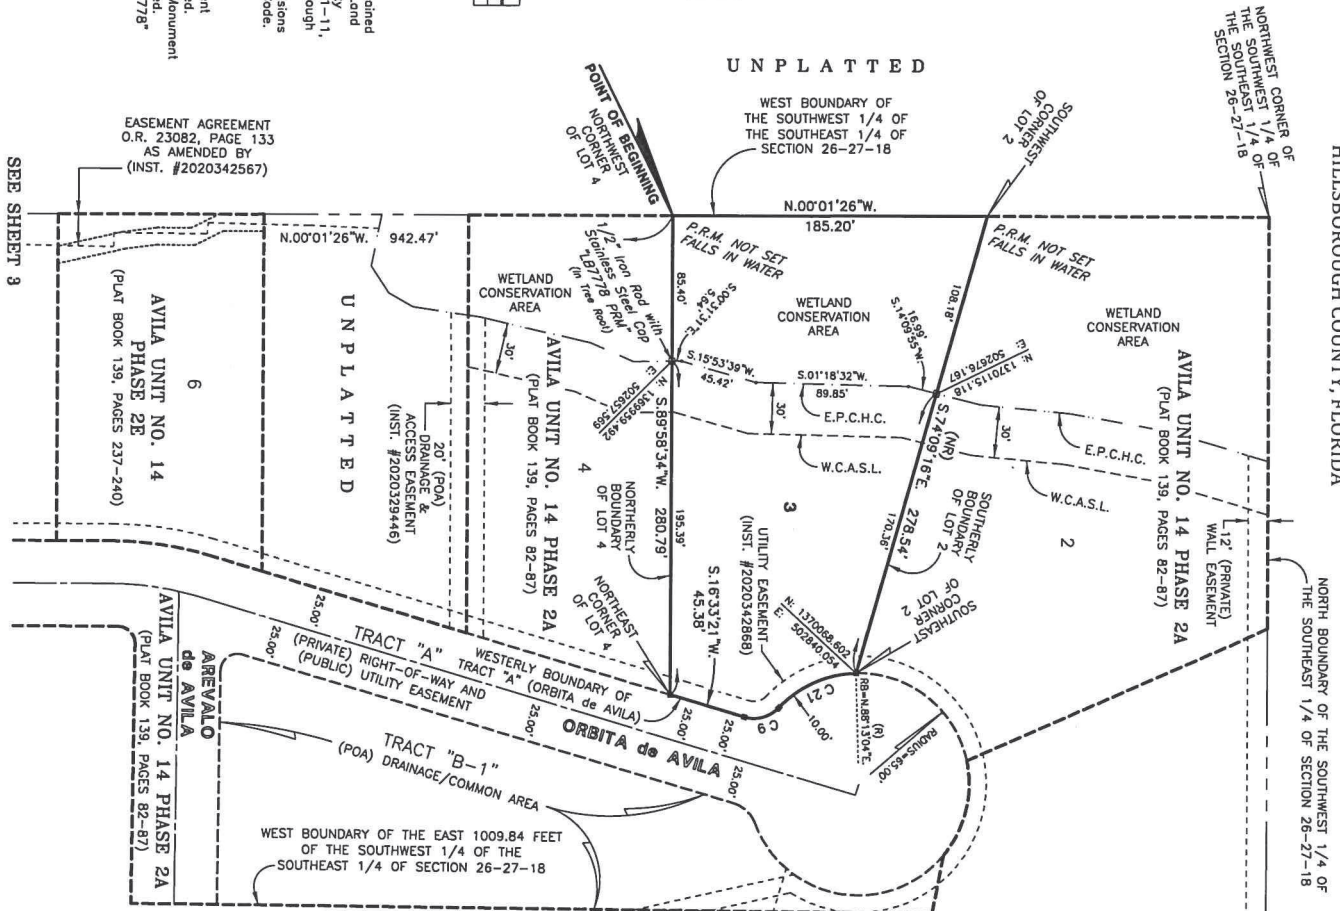 HILLSBOROUGH COUNTY, FLORIDA
NORTHWEST CORNER OF
THE SOUTHWEST 1/4 OF
THE SOUTHEAST 1/4 OF
SECTION 26-27-18
UNPLATTED
WEST BOUNDARY OF
THE SOUTHWEST 1/4 OF
THE SOUTHEAST 1/4 OF
SECTION 26-27-18
SOUTHWEST
CORNER
OF LOT 2
POINT OF BEGINNING
NORTHWEST
CORNER
OF LOT 4
EASEMENT AGREEMENT
O.R. 23082, PAGE 133
AS AMENDED BY
(INST. #2020342567)
SEE SHEET 3
NORTH BOUNDARY OF THE SOUTHWEST 1/4 OF
THE SOUTHEAST 1/4 OF SECTION 26-27-18
N.00°01'26"W.
185.20'
N.00°01'26"W. 942.47'
P.R.M. NOT SET
FALLS IN WATER
P.R.M. NOT SET
FALLS IN WATER
1/2" Iron Rod with
Stainless Steel Cap
"LB7778 PRM"
(In Tree Root)
85.40'
S.00°31'31"E.
5.64'
108.18'
16.99'
S.14°09'55"W.
WETLAND
CONSERVATION
AREA
WETLAND
CONSERVATION
AREA
WETLAND
CONSERVATION
AREA
S.15°53'39"W.
45.42'
S.01°18'32"W.
89.85'
30'
30'
30'
E.P.C.H.C.
W.C.A.S.L.
E.P.C.H.C.
W.C.A.S.L.
N: 1370115.118
E: 502676.167
N: 1369959.492
E: 502657.569
S.74°09'16"E. 278.54'
(NR)
170.36'
S.89°58'34"W. 280.79'
195.39'
AVILA UNIT NO. 14 PHASE 2A
(PLAT BOOK 139, PAGES 82-87)
2
12' (PRIVATE)
WALL EASEMENT
SOUTHERLY
BOUNDARY
OF LOT 2
SOUTHEAST
CORNER
OF LOT 2
3
UTILITY EASEMENT
(INST. #2020342868)
NORTHERLY
BOUNDARY
OF LOT 4
NORTHEAST
CORNER
OF LOT
4
AVILA UNIT NO. 14 PHASE 2A
(PLAT BOOK 139, PAGES 82-87)
4
20' (POA)
DRAINAGE &
ACCESS EASEMENT
(INST. #2020329446)
UNPLATTED
6
AVILA UNIT NO. 14
PHASE 2E
(PLAT BOOK 139, PAGES 237-240)
S.16°33'21"W.
45.38'
N: 1370068.602
E: 502840.054
RB=N.88°13'04"E.
(R)
C21
C9
10.00'
RADIUS=65.00'
WESTERLY BOUNDARY OF
TRACT "A" (ORBITA de AVILA)
TRACT "A"
(PRIVATE) RIGHT-OF-WAY AND
(PUBLIC) UTILITY EASEMENT
25.00'
25.00'
25.00'
25.00'
25.00'
25.00'
25.00'
ORBITA de AVILA
TRACT "B-1"
(POA) DRAINAGE/COMMON AREA
AREVALO
de AVILA
AVILA UNIT NO. 14 PHASE 2A
(PLAT BOOK 139, PAGES 82-87)
WEST BOUNDARY OF THE EAST 1009.84 FEET
OF THE SOUTHWEST 1/4 OF THE
SOUTHEAST 1/4 OF SECTION 26-27-18